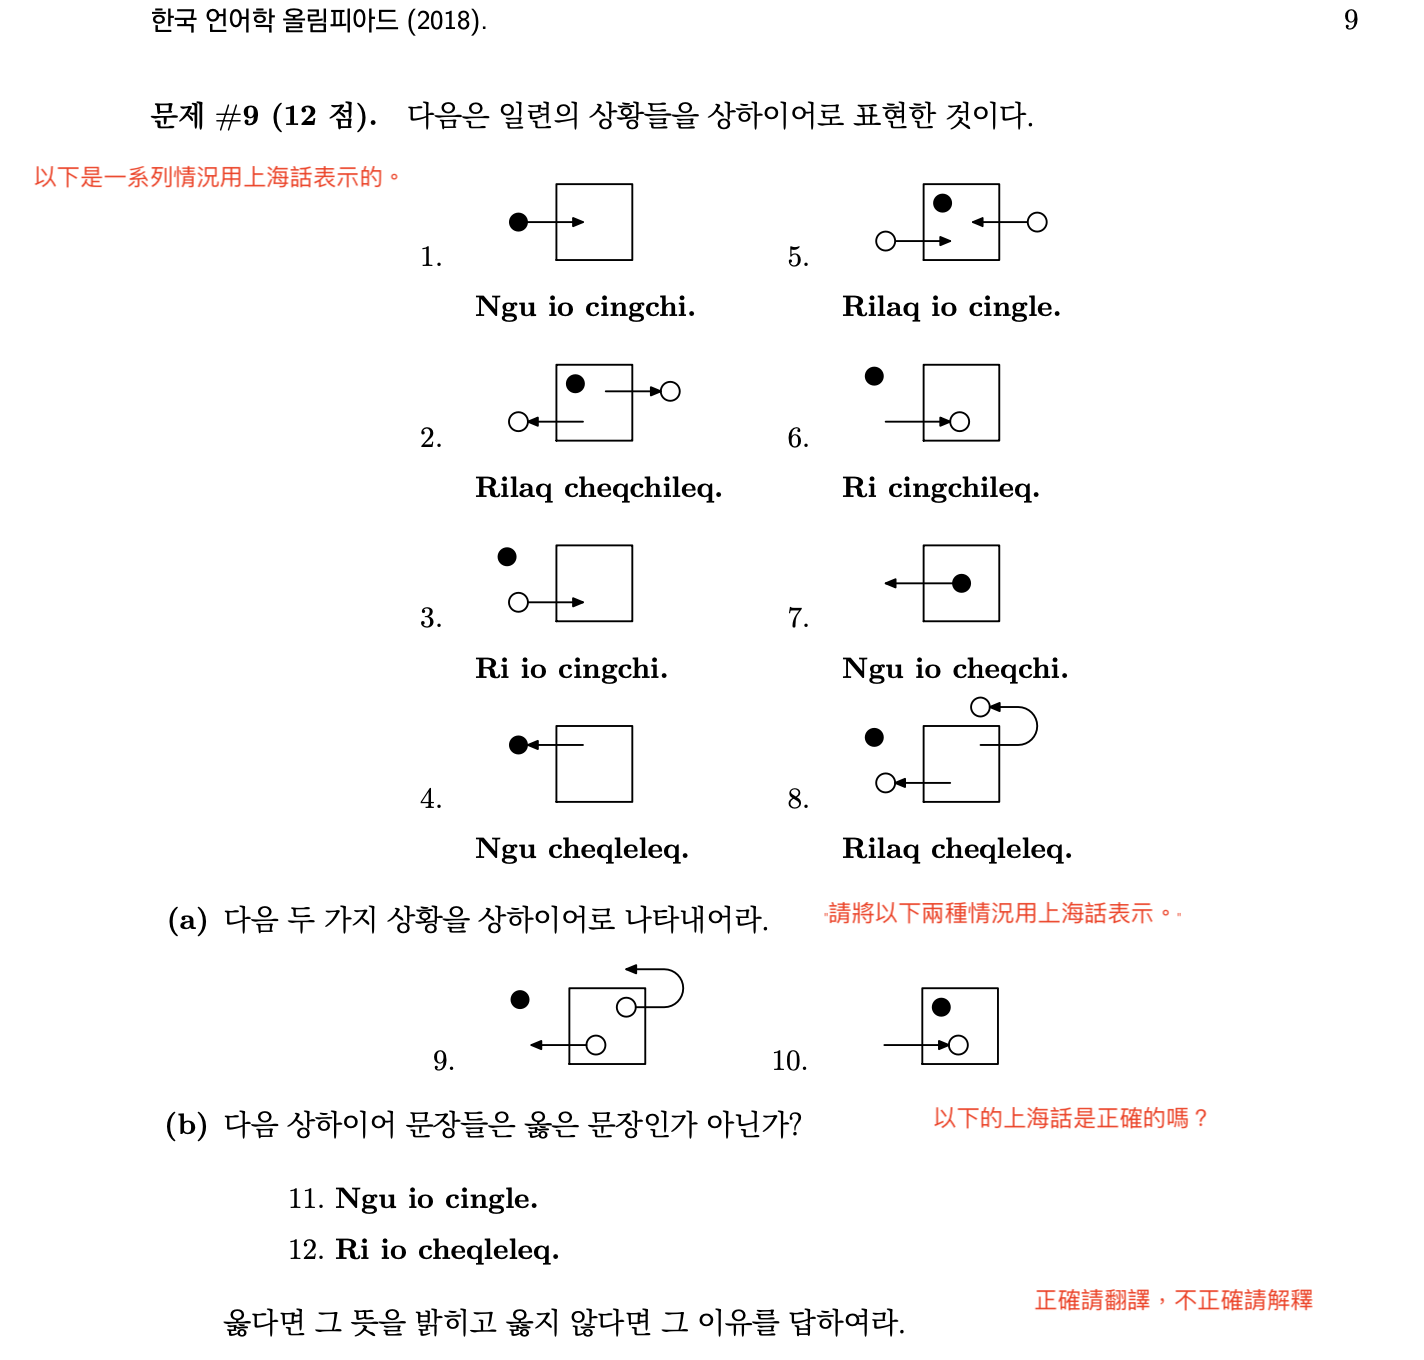 한국 언어학 올림피아드 (2018). 9
문제 #9 (12 점). 다음은 일련의 상황들을 상하이어로 표현한 것이다.
以下是一系列情況用上海話表示的。
1. 5.
Ngu io cingchi. Rilaq io cingle.
2. 6.
Rilaq cheqchileq. Ri cingchileq.
3. 7.
Ri io cingchi. Ngu io cheqchi.
4. 8.
Ngu cheqleleq. Rilaq cheqleleq.
(a) 다음 두 가지 상황을 상하이어로 나타내어라. "請將以下兩種情況用上海話表示。"
9. 10.
(b) 다음 상하이어 문장들은 옳은 문장인가 아닌가? 以下的上海話是正確的嗎？
11. Ngu io cingle.
12. Ri io cheqleleq.
正確請翻譯，不正確請解釋
옳다면 그 뜻을 밝히고 옳지 않다면 그 이유를 답하여라.